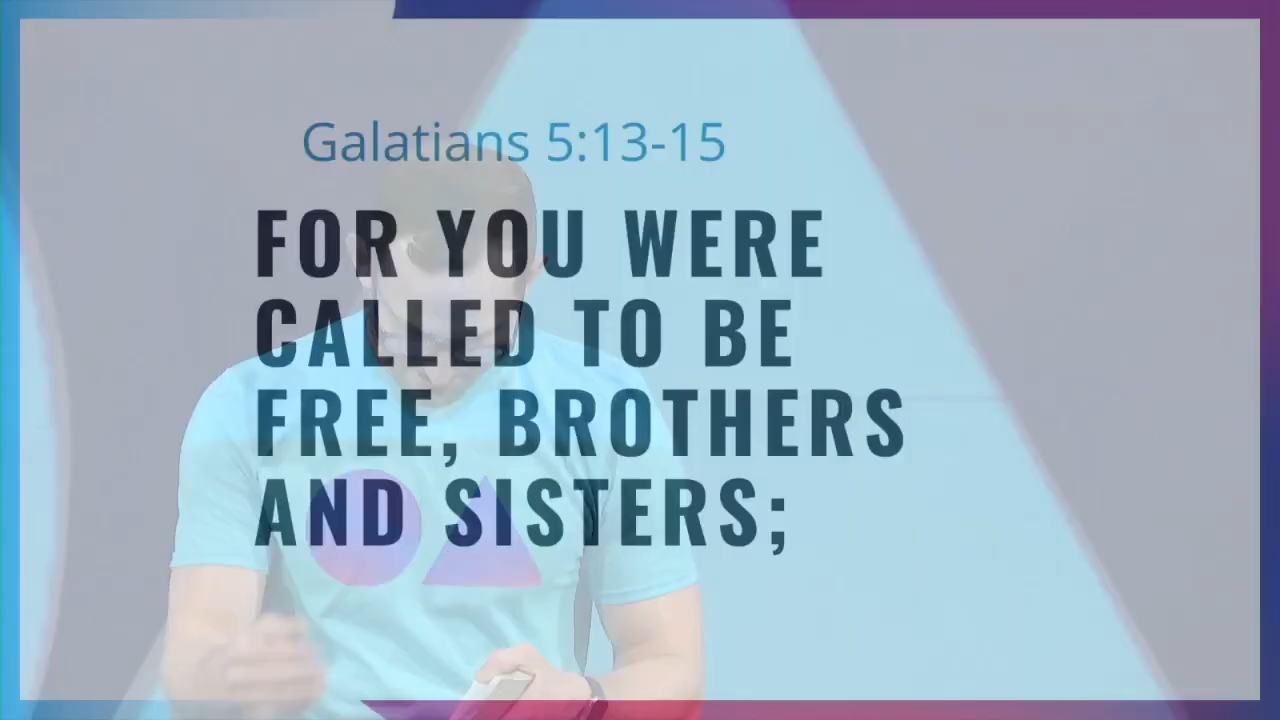 Galatians 5:13-15
FOR YOU WERE
CALLED TO BE
FREE, BROTHERS
AND SISTERS;